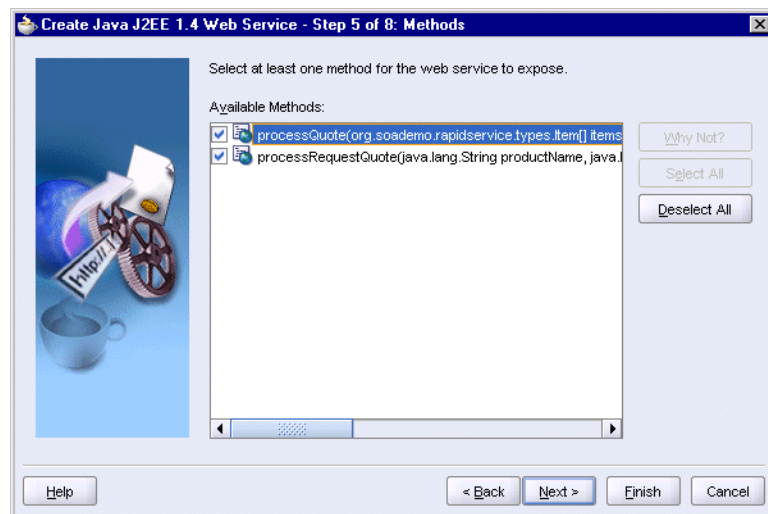 Create Java J2EE 1.4 Web Service - Step 5 of 8: Methods
Select at least one method for the web service to expose.
Available Methods:
processQuote(org.soademo.rapidservice.types.Item[] items
processRequestQuote(java.lang.String productName, java.l
Why Not?
Select All
Deselect All
http://
Help
< Back
Next >
Finish
Cancel